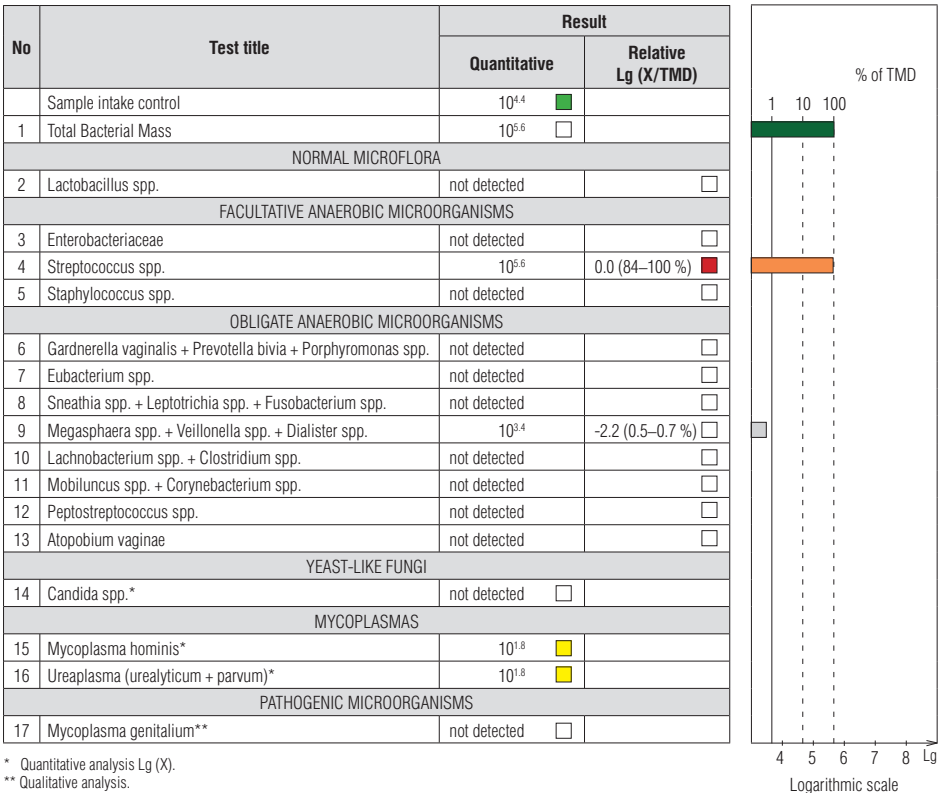 No Test title Result
Quantitative Relative
Lg (X/TMD)
Sample intake control 10^4.4
1 Total Bacterial Mass 10^5.6
NORMAL MICROFLORA
2 Lactobacillus spp. not detected
FACULTATIVE ANAEROBIC MICROORGANISMS
3 Enterobacteriaceae not detected
4 Streptococcus spp. 10^5.6 0.0 (84–100 %)
5 Staphylococcus spp. not detected
OBLIGATE ANAEROBIC MICROORGANISMS
6 Gardnerella vaginalis + Prevotella bivia + Porphyromonas spp. not detected
7 Eubacterium spp. not detected
8 Sneathia spp. + Leptotrichia spp. + Fusobacterium spp. not detected
9 Megasphaera spp. + Veillonella spp. + Dialister spp. 10^3.4 -2.2 (0.5–0.7 %)
10 Lachnobacterium spp. + Clostridium spp. not detected
11 Mobiluncus spp. + Corynebacterium spp. not detected
12 Peptostreptococcus spp. not detected
13 Atopobium vaginae not detected
YEAST-LIKE FUNGI
14 Candida spp.* not detected
MYCOPLASMAS
15 Mycoplasma hominis* 10^1.8
16 Ureaplasma (urealyticum + parvum)* 10^1.8
PATHOGENIC MICROORGANISMS
17 Mycoplasma genitalium** not detected
* Quantitative analysis Lg (X).
** Qualitative analysis.
% of TMD
1 10 100
4 5 6 7 8 Lg
Logarithmic scale